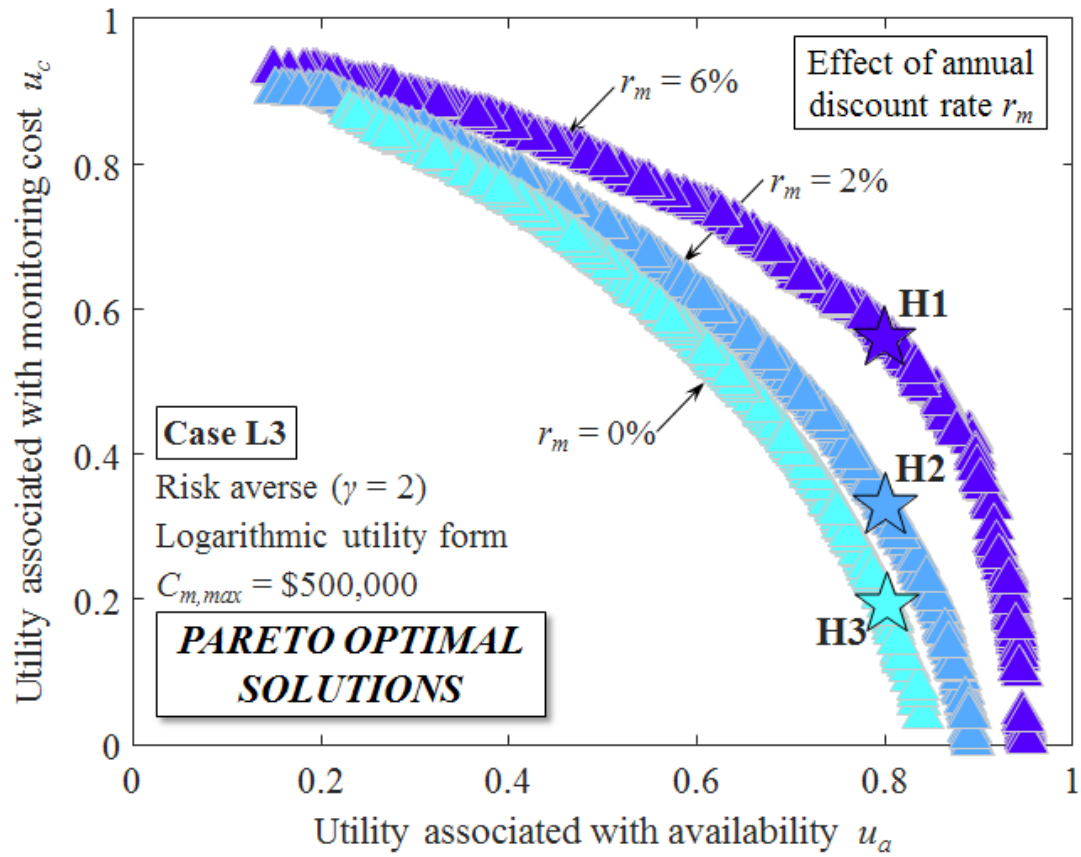 Utility associated with monitoring cost u_c
1
0.8
0.6
0.4
0.2
0
0
0.2
0.4
0.6
0.8
1
Utility associated with availability u_a
Effect of annual
discount rate r_m
r_m = 6%
r_m = 2%
r_m = 0%
H1
H2
H3
Case L3
Risk averse (γ = 2)
Logarithmic utility form
C_m,max = $500,000
PARETO OPTIMAL
SOLUTIONS